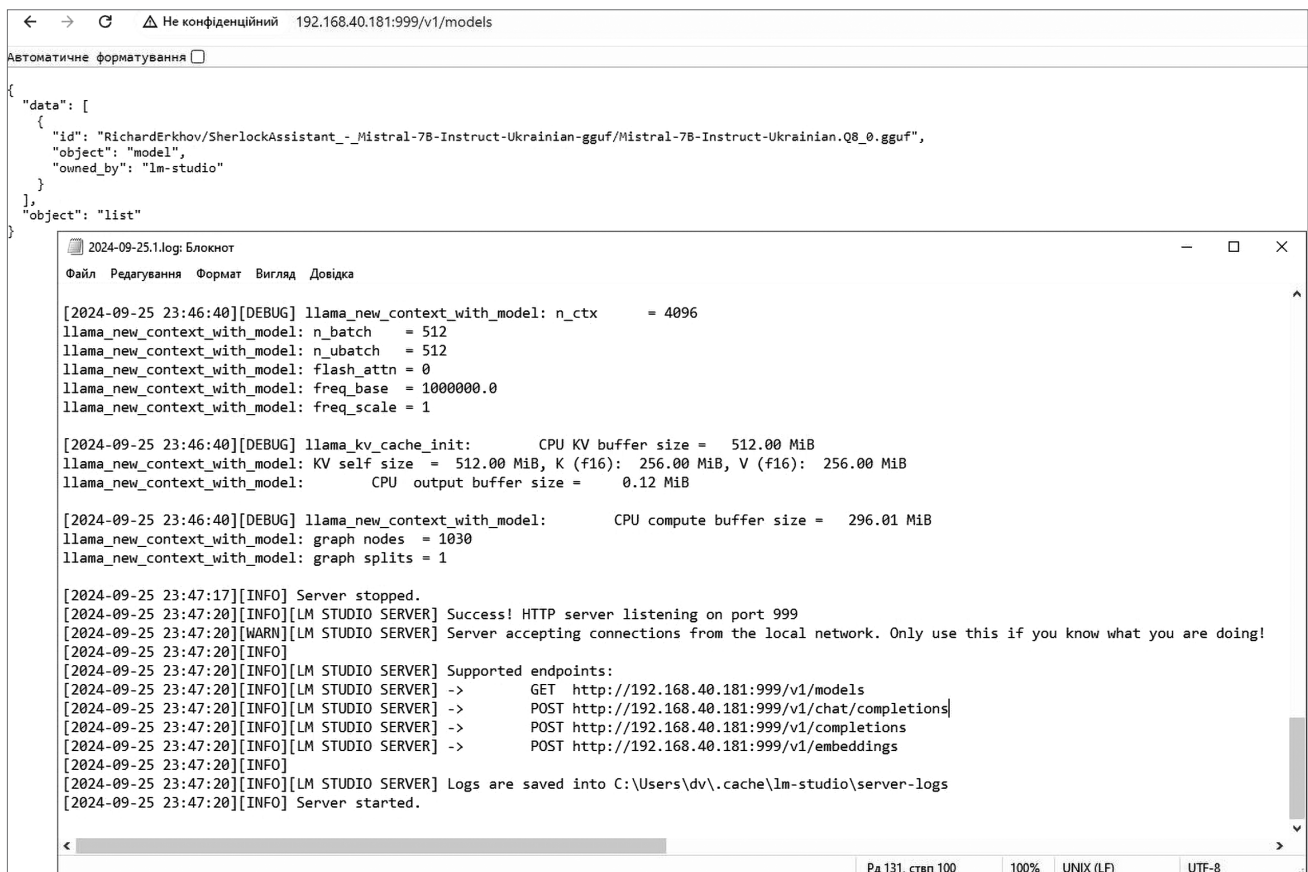 Не конфіденційний 192.168.40.181:999/v1/models
Автоматичне форматування
{
  "data": [
    {
      "id": "RichardErkhov/SherlockAssistant_-_Mistral-7B-Instruct-Ukrainian-gguf/Mistral-7B-Instruct-Ukrainian.Q8_0.gguf",
      "object": "model",
      "owned_by": "lm-studio"
    }
  ],
  "object": "list"
}
2024-09-25.1.log: Блокнот
Файл Редагування Формат Вигляд Довідка
[2024-09-25 23:46:40][DEBUG] llama_new_context_with_model: n_ctx      = 4096
llama_new_context_with_model: n_batch    = 512
llama_new_context_with_model: n_ubatch   = 512
llama_new_context_with_model: flash_attn = 0
llama_new_context_with_model: freq_base  = 1000000.0
llama_new_context_with_model: freq_scale = 1
[2024-09-25 23:46:40][DEBUG] llama_kv_cache_init:        CPU KV buffer size =   512.00 MiB
llama_new_context_with_model: KV self size  =  512.00 MiB, K (f16):  256.00 MiB, V (f16):  256.00 MiB
llama_new_context_with_model:        CPU  output buffer size =     0.12 MiB
[2024-09-25 23:46:40][DEBUG] llama_new_context_with_model:        CPU compute buffer size =   296.01 MiB
llama_new_context_with_model: graph nodes  = 1030
llama_new_context_with_model: graph splits = 1
[2024-09-25 23:47:17][INFO] Server stopped.
[2024-09-25 23:47:20][INFO][LM STUDIO SERVER] Success! HTTP server listening on port 999
[2024-09-25 23:47:20][WARN][LM STUDIO SERVER] Server accepting connections from the local network. Only use this if you know what you are doing!
[2024-09-25 23:47:20][INFO]
[2024-09-25 23:47:20][INFO][LM STUDIO SERVER] Supported endpoints:
[2024-09-25 23:47:20][INFO][LM STUDIO SERVER] ->        GET  http://192.168.40.181:999/v1/models
[2024-09-25 23:47:20][INFO][LM STUDIO SERVER] ->        POST http://192.168.40.181:999/v1/chat/completions
[2024-09-25 23:47:20][INFO][LM STUDIO SERVER] ->        POST http://192.168.40.181:999/v1/completions
[2024-09-25 23:47:20][INFO][LM STUDIO SERVER] ->        POST http://192.168.40.181:999/v1/embeddings
[2024-09-25 23:47:20][INFO]
[2024-09-25 23:47:20][INFO][LM STUDIO SERVER] Logs are saved into C:\Users\dv\.cache\lm-studio\server-logs
[2024-09-25 23:47:20][INFO] Server started.
Рд 131, ствп 100 100% UNIX (LF) UTF-8